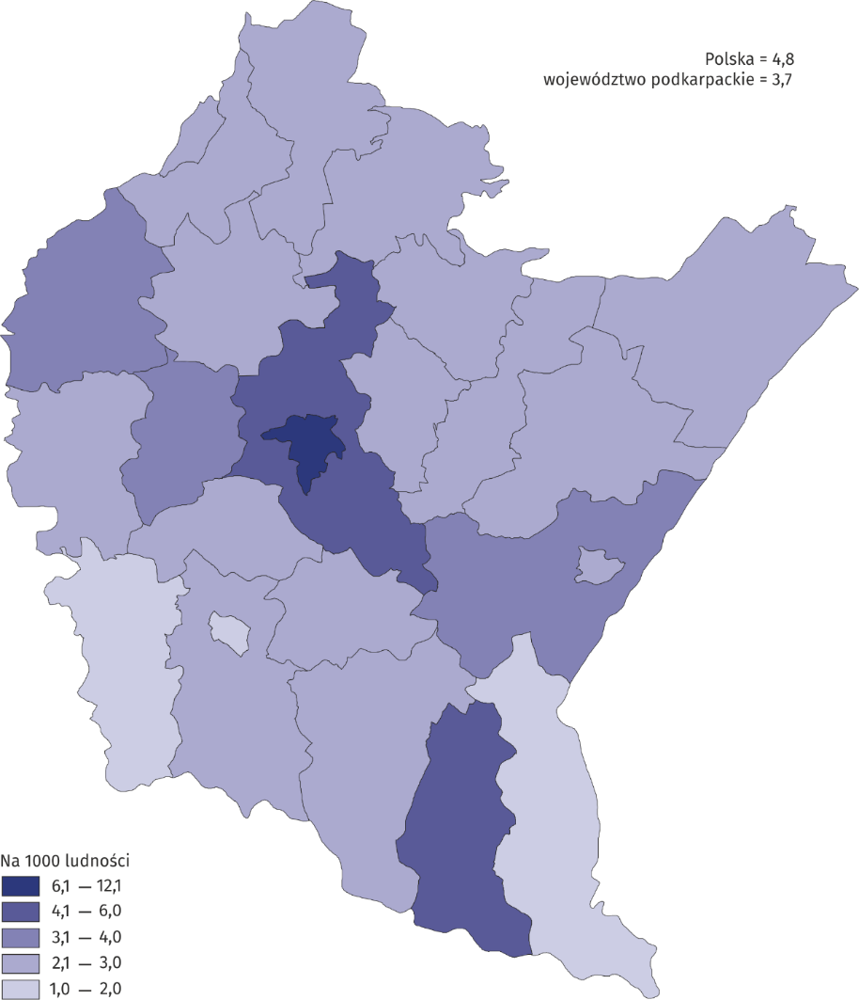 Polska = 4,8
województwo podkarpackie = 3,7
Na 1000 ludności
6,1 — 12,1
4,1 — 6,0
3,1 — 4,0
2,1 — 3,0
1,0 — 2,0